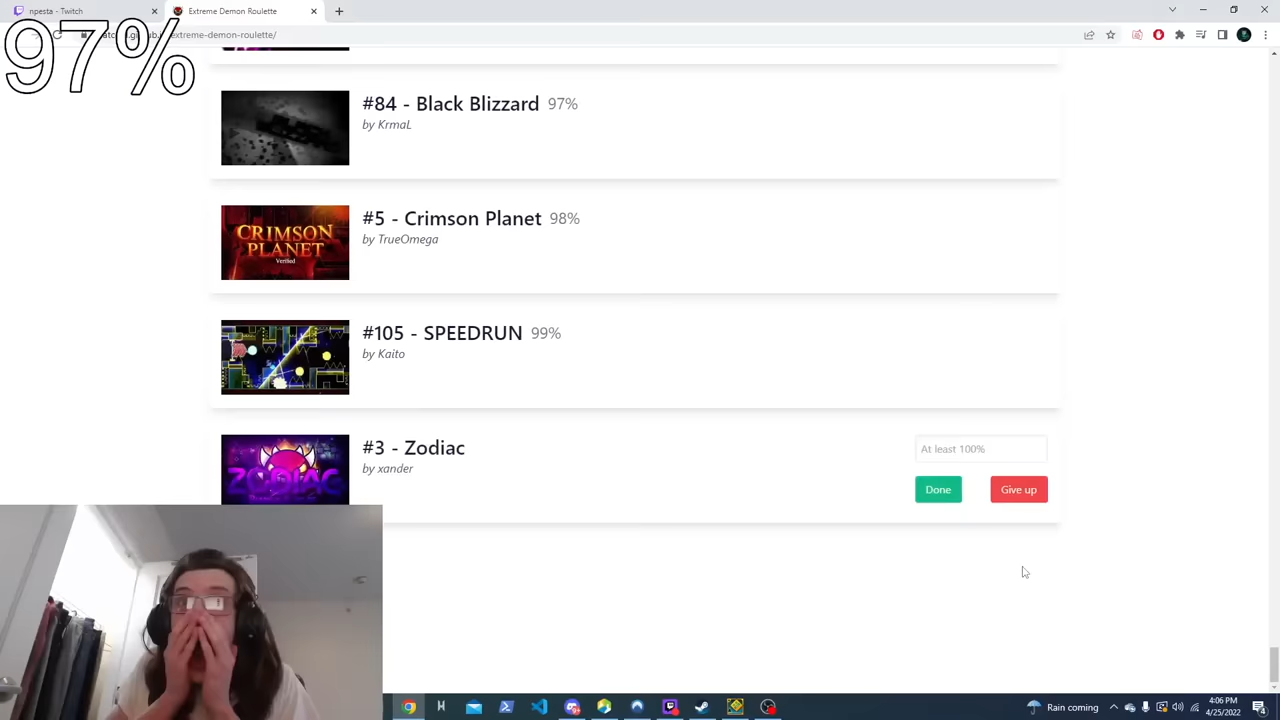 npesta - Twitch
Extreme Demon Roulette
extreme-demon-roulette/
97%
#84 - Black Blizzard 97%
by KrmaL
CRIMSON
PLANET
Verified
#5 - Crimson Planet 98%
by TrueOmega
#105 - SPEEDRUN 99%
by Kaito
ZODIAC
#3 - Zodiac
by xander
At least 100%
Done
Give up
Rain coming
4:06 PM
4/25/2022